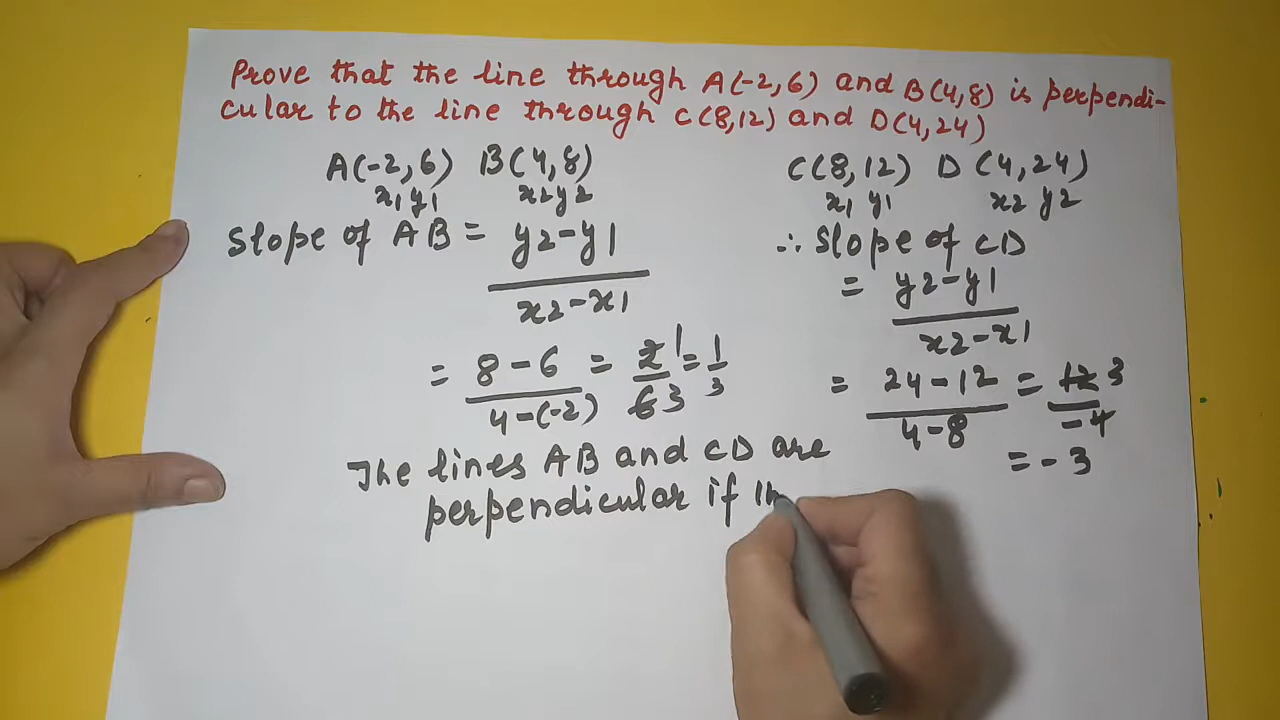 Prove that the line through A(-2,6) and B(4,8) is perpendi-
cular to the line through C(8,12) and D(4,24)
A(-2,6) B(4,8)
x1 y1 x2 y2
Slope of AB = y2-y1
x2-x1
= 8-6 = 2 1 = 1
4-(-2) 6 3 3
C(8,12) D(4,24)
x1 y1 x2 y2
∴ Slope of CD
= y2-y1
x2-x1
= 24-12 = 12 3
4-8 -4
= -3
The lines AB and CD are
perpendicular if